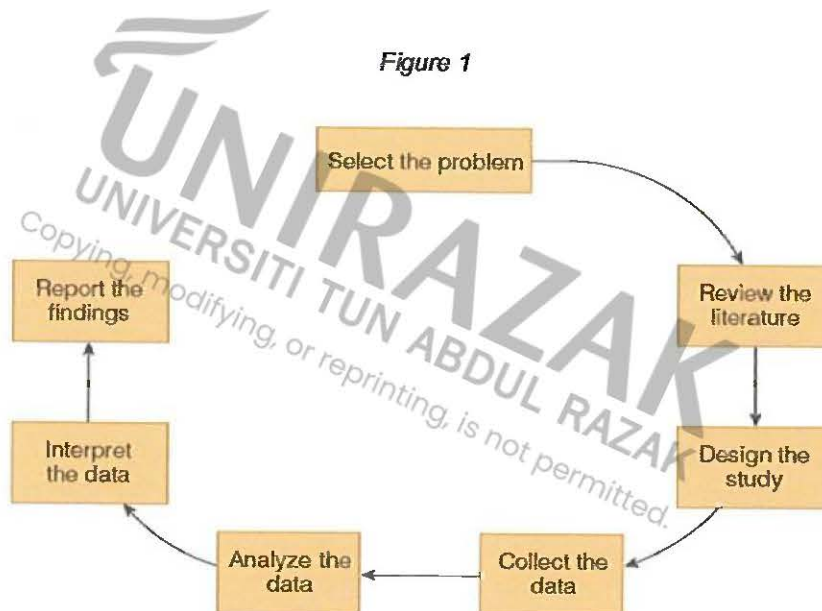 Figure 1
Select the problem
Review the
literature
Design the
study
Collect the
data
Analyze the
data
Interpret
the data
Report the
findings
UNIRAZAK
UNIVERSITI TUN ABDUL RAZAK
Copying, modifying, or reprinting, is not permitted.